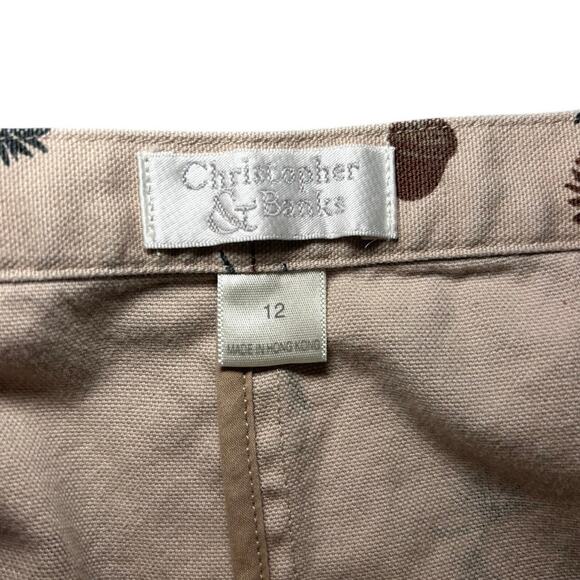 Christopher
& Banks
12
MADE IN HONG KONG